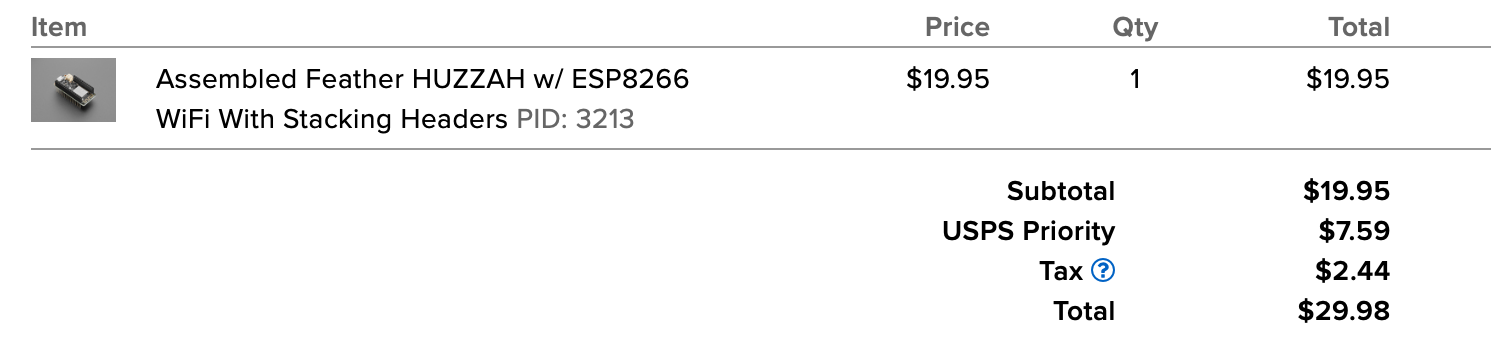 Item Price Qty Total
Assembled Feather HUZZAH w/ ESP8266 $19.95 1 $19.95
WiFi With Stacking Headers PID: 3213
Subtotal $19.95
USPS Priority $7.59
Tax ? $2.44
Total $29.98